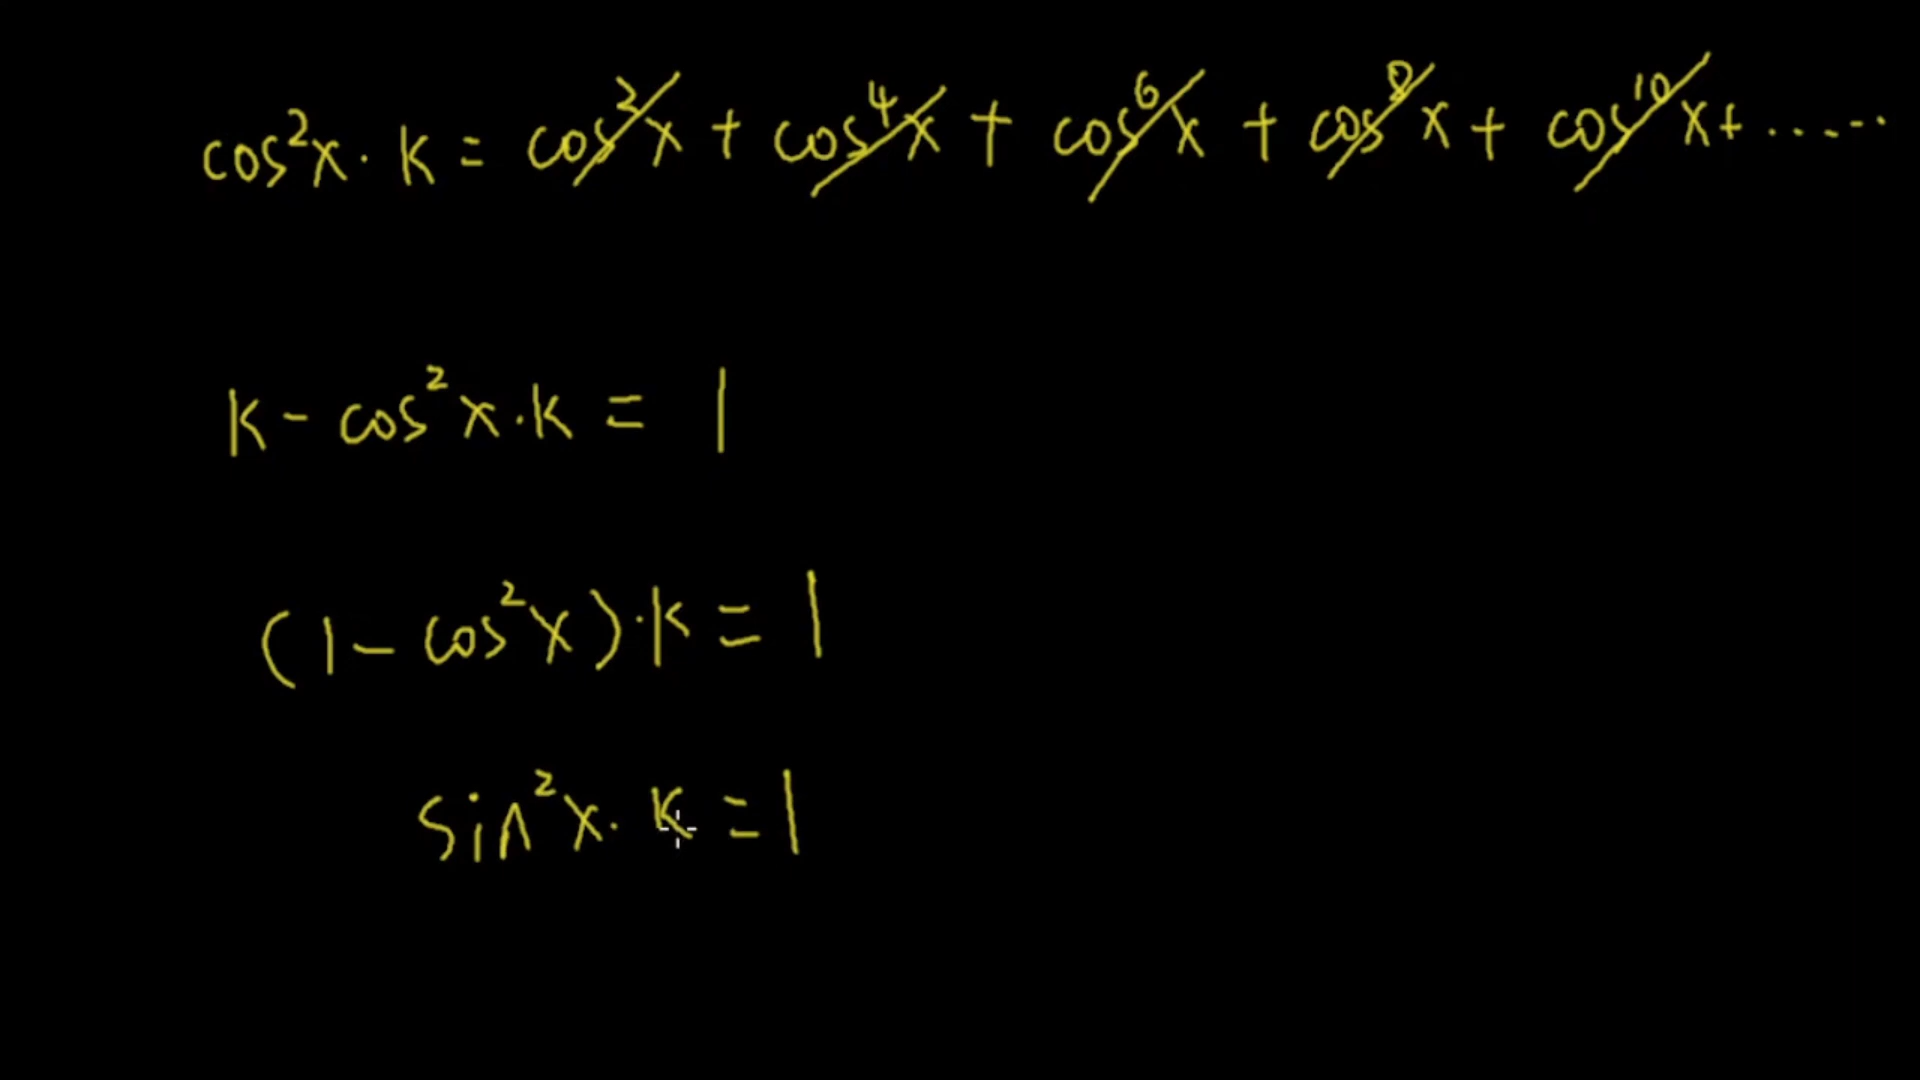 cos²x · k = cos²x + cos⁴x + cos⁶x + cos⁸x + cos¹⁰x + ......
k - cos²x · k = 1
(1 - cos²x) · k = 1
sin²x · k = 1